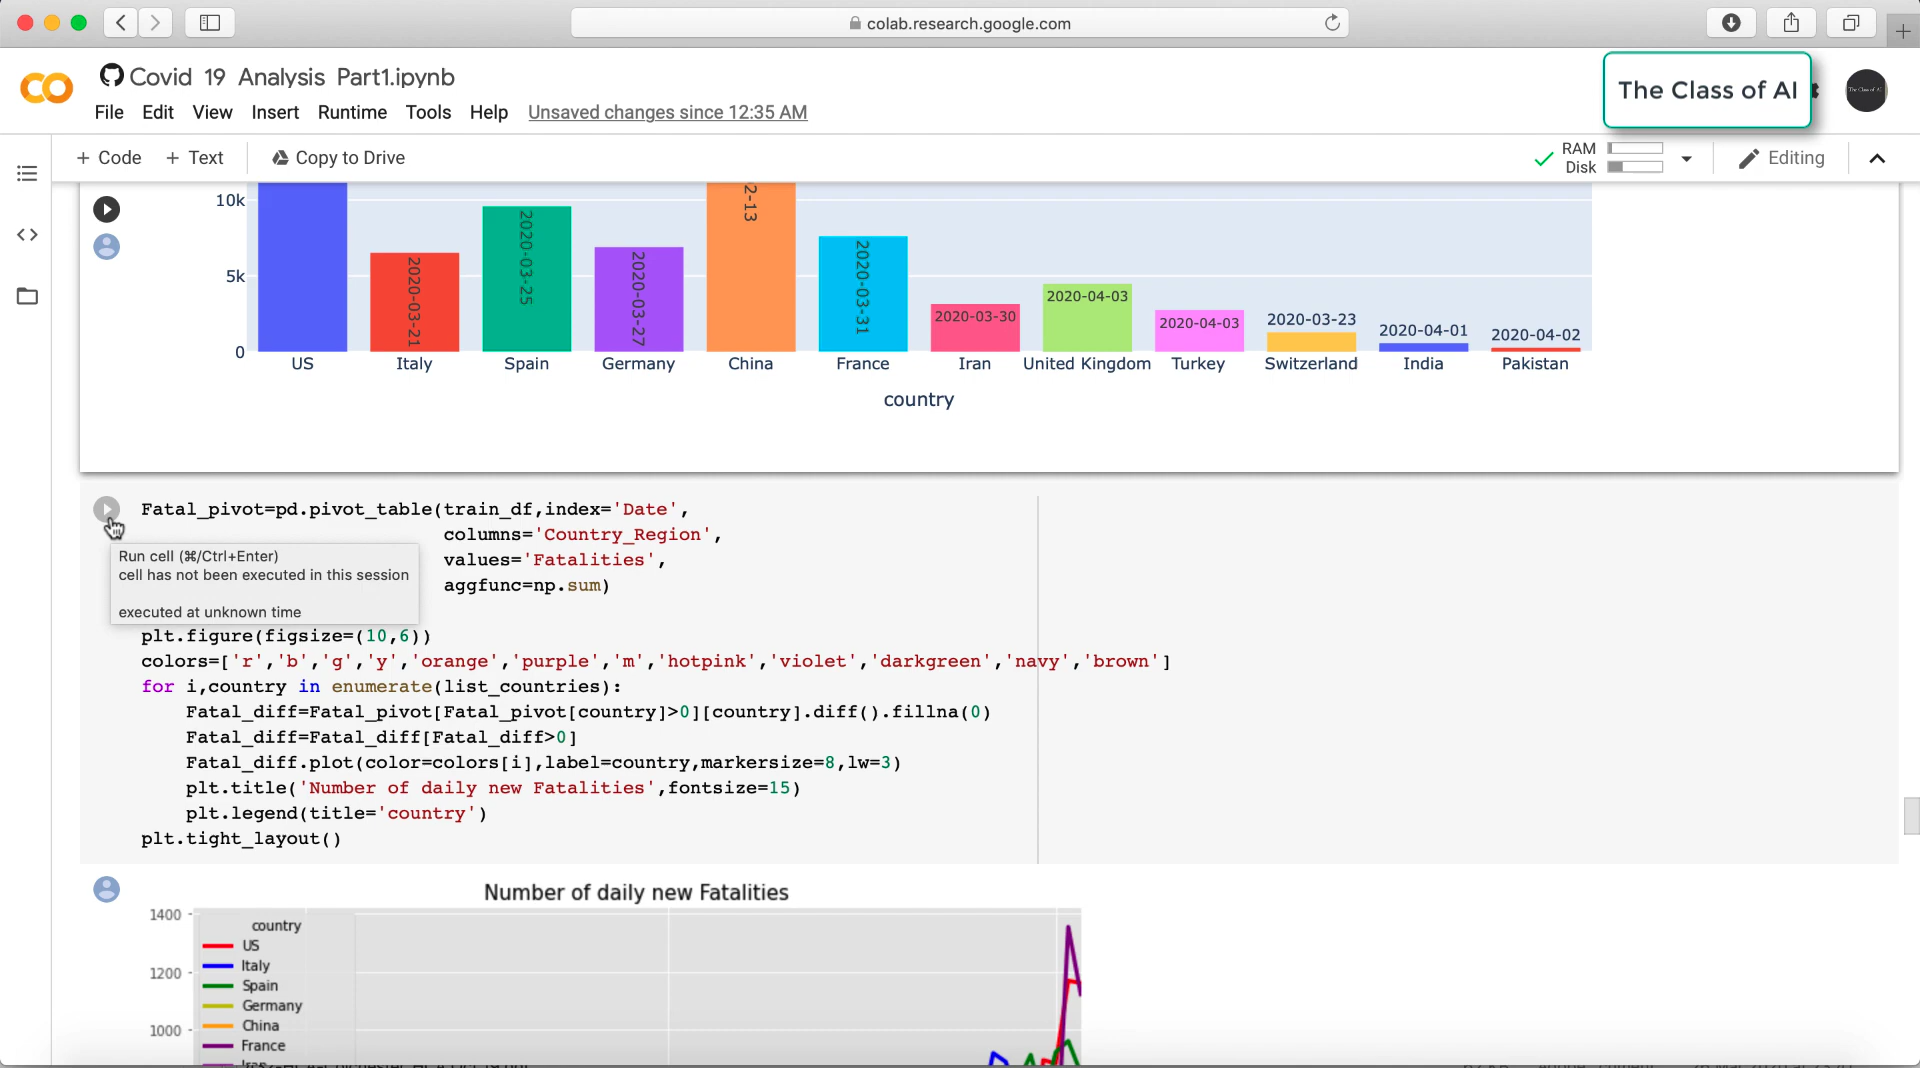 colab.research.google.com
Covid 19 Analysis Part1.ipynb
The Class of AI
File Edit View Insert Runtime Tools Help Unsaved changes since 12:35 AM
+ Code + Text Copy to Drive
RAM
Disk
Editing
10k
5k
0
2-13
2020-03-21
2020-03-25
2020-03-27
2020-03-31
2020-03-30
2020-04-03
2020-04-03
2020-03-23
2020-04-01
2020-04-02
US Italy Spain Germany China France Iran United Kingdom Turkey Switzerland India Pakistan
country
Fatal_pivot=pd.pivot_table(train_df,index='Date',
columns='Country_Region',
values='Fatalities',
aggfunc=np.sum)
Run cell (⌘/Ctrl+Enter)
cell has not been executed in this session
executed at unknown time
plt.figure(figsize=(10,6))
colors=['r','b','g','y','orange','purple','m','hotpink','violet','darkgreen','navy','brown']
for i,country in enumerate(list_countries):
Fatal_diff=Fatal_pivot[Fatal_pivot[country]>0][country].diff().fillna(0)
Fatal_diff=Fatal_diff[Fatal_diff>0]
Fatal_diff.plot(color=colors[i],label=country,markersize=8,lw=3)
plt.title('Number of daily new Fatalities',fontsize=15)
plt.legend(title='country')
plt.tight_layout()
Number of daily new Fatalities
1400
1200
1000
country
US
Italy
Spain
Germany
China
France